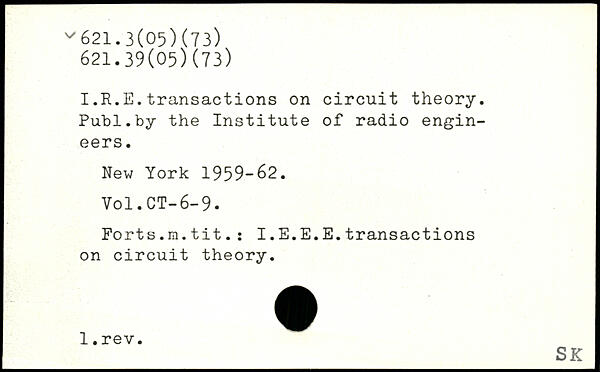 621.3(05)(73)
621.39(05)(73)
I.R.E.transactions on circuit theory.
Publ.by the Institute of radio engin-
eers.
New York 1959-62.
Vol.CT-6-9.
Forts.m.tit.: I.E.E.E.transactions
on circuit theory.
1.rev.
SK